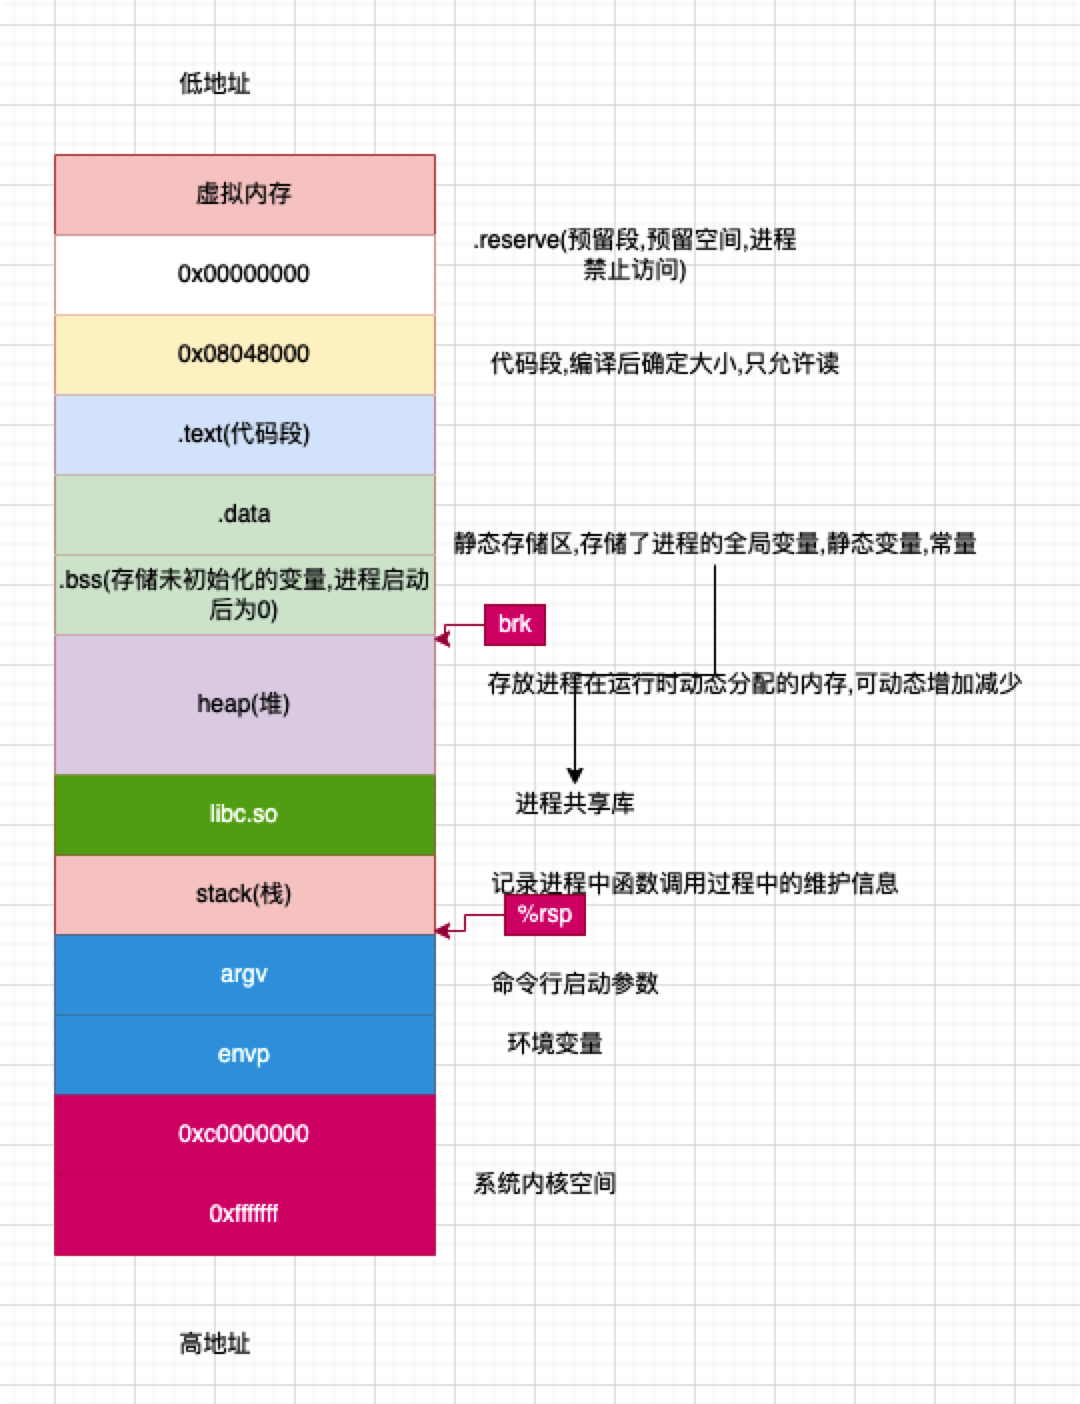 低地址
虚拟内存
.reserve(预留段,预留空间,进程
禁止访问)
0x00000000
0x08048000
代码段,编译后确定大小,只允许读
.text(代码段)
.data
静态存储区,存储了进程的全局变量,静态变量,常量
.bss(存储未初始化的变量,进程启动
后为0)
brk
存放进程在运行时动态分配的内存,可动态增加减少
heap(堆)
进程共享库
libc.so
记录进程中函数调用过程中的维护信息
stack(栈)
%rsp
argv
命令行启动参数
环境变量
envp
0xc0000000
系统内核空间
0xfffffff
高地址